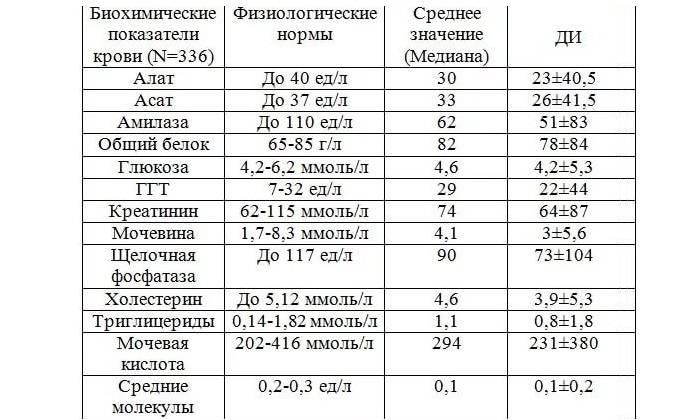 Биохимические показатели крови (N=336) Физиологические нормы Среднее значение (Медиана) ДИ
Алат До 40 ед/л 30 23±40,5
Асат До 37 ед/л 33 26±41,5
Амилаза До 110 ед/л 62 51±83
Общий белок 65-85 г/л 82 78±84
Глюкоза 4,2-6,2 ммоль/л 4,6 4,2±5,3
ГГТ 7-32 ед/л 29 22±44
Креатинин 62-115 ммоль/л 74 64±87
Мочевина 1,7-8,3 ммоль/л 4,1 3±5,6
Щелочная фосфатаза До 117 ед/л 90 73±104
Холестерин До 5,12 ммоль/л 4,6 3,9±5,3
Триглицериды 0,14-1,82 ммоль/л 1,1 0,8±1,8
Мочевая кислота 202-416 ммоль/л 294 231±380
Средние молекулы 0,2-0,3 ед/л 0,1 0,1±0,2